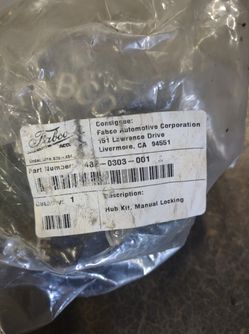 Fabco
Consignee:
Fabco Automotive Corporation
151 Lawrence Drive
Livermore, CA 94551
Part Number:
482-0303-001
1
Description:
Hub Kit, Manual Locking